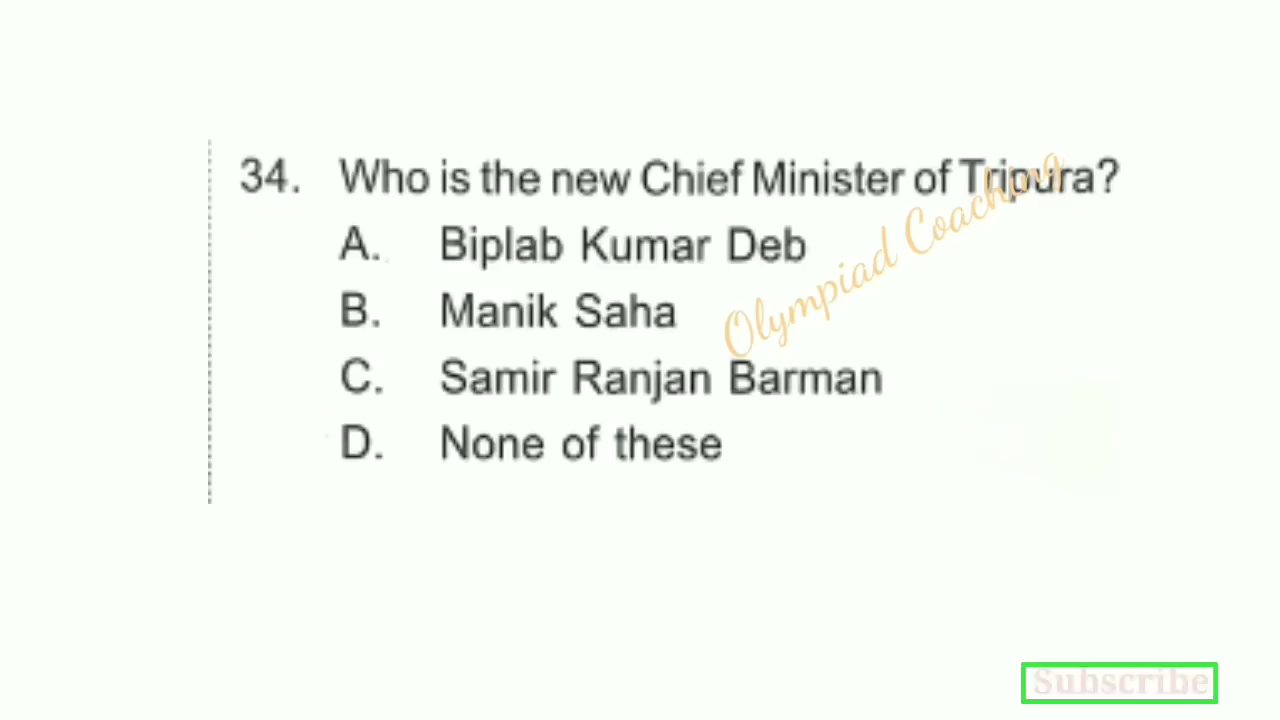 34. Who is the new Chief Minister of Tripura?
A. Biplab Kumar Deb
B. Manik Saha
C. Samir Ranjan Barman
D. None of these
Olympiad Coaching
Subscribe